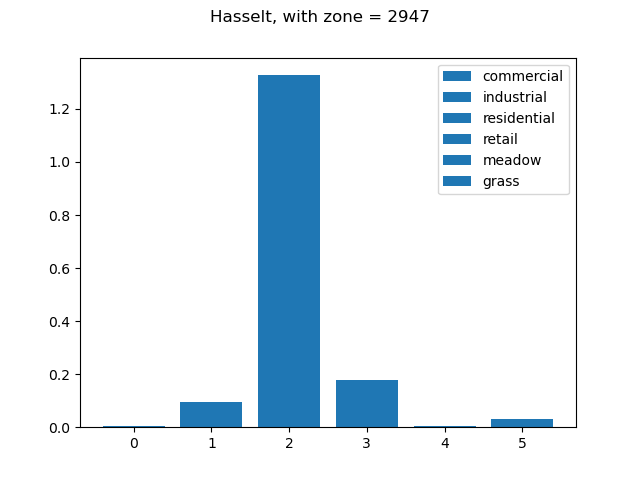 Hasselt, with zone = 2947
commercial
industrial
residential
retail
meadow
grass
1.2
1.0
0.8
0.6
0.4
0.2
0.0
0 1 2 3 4 5